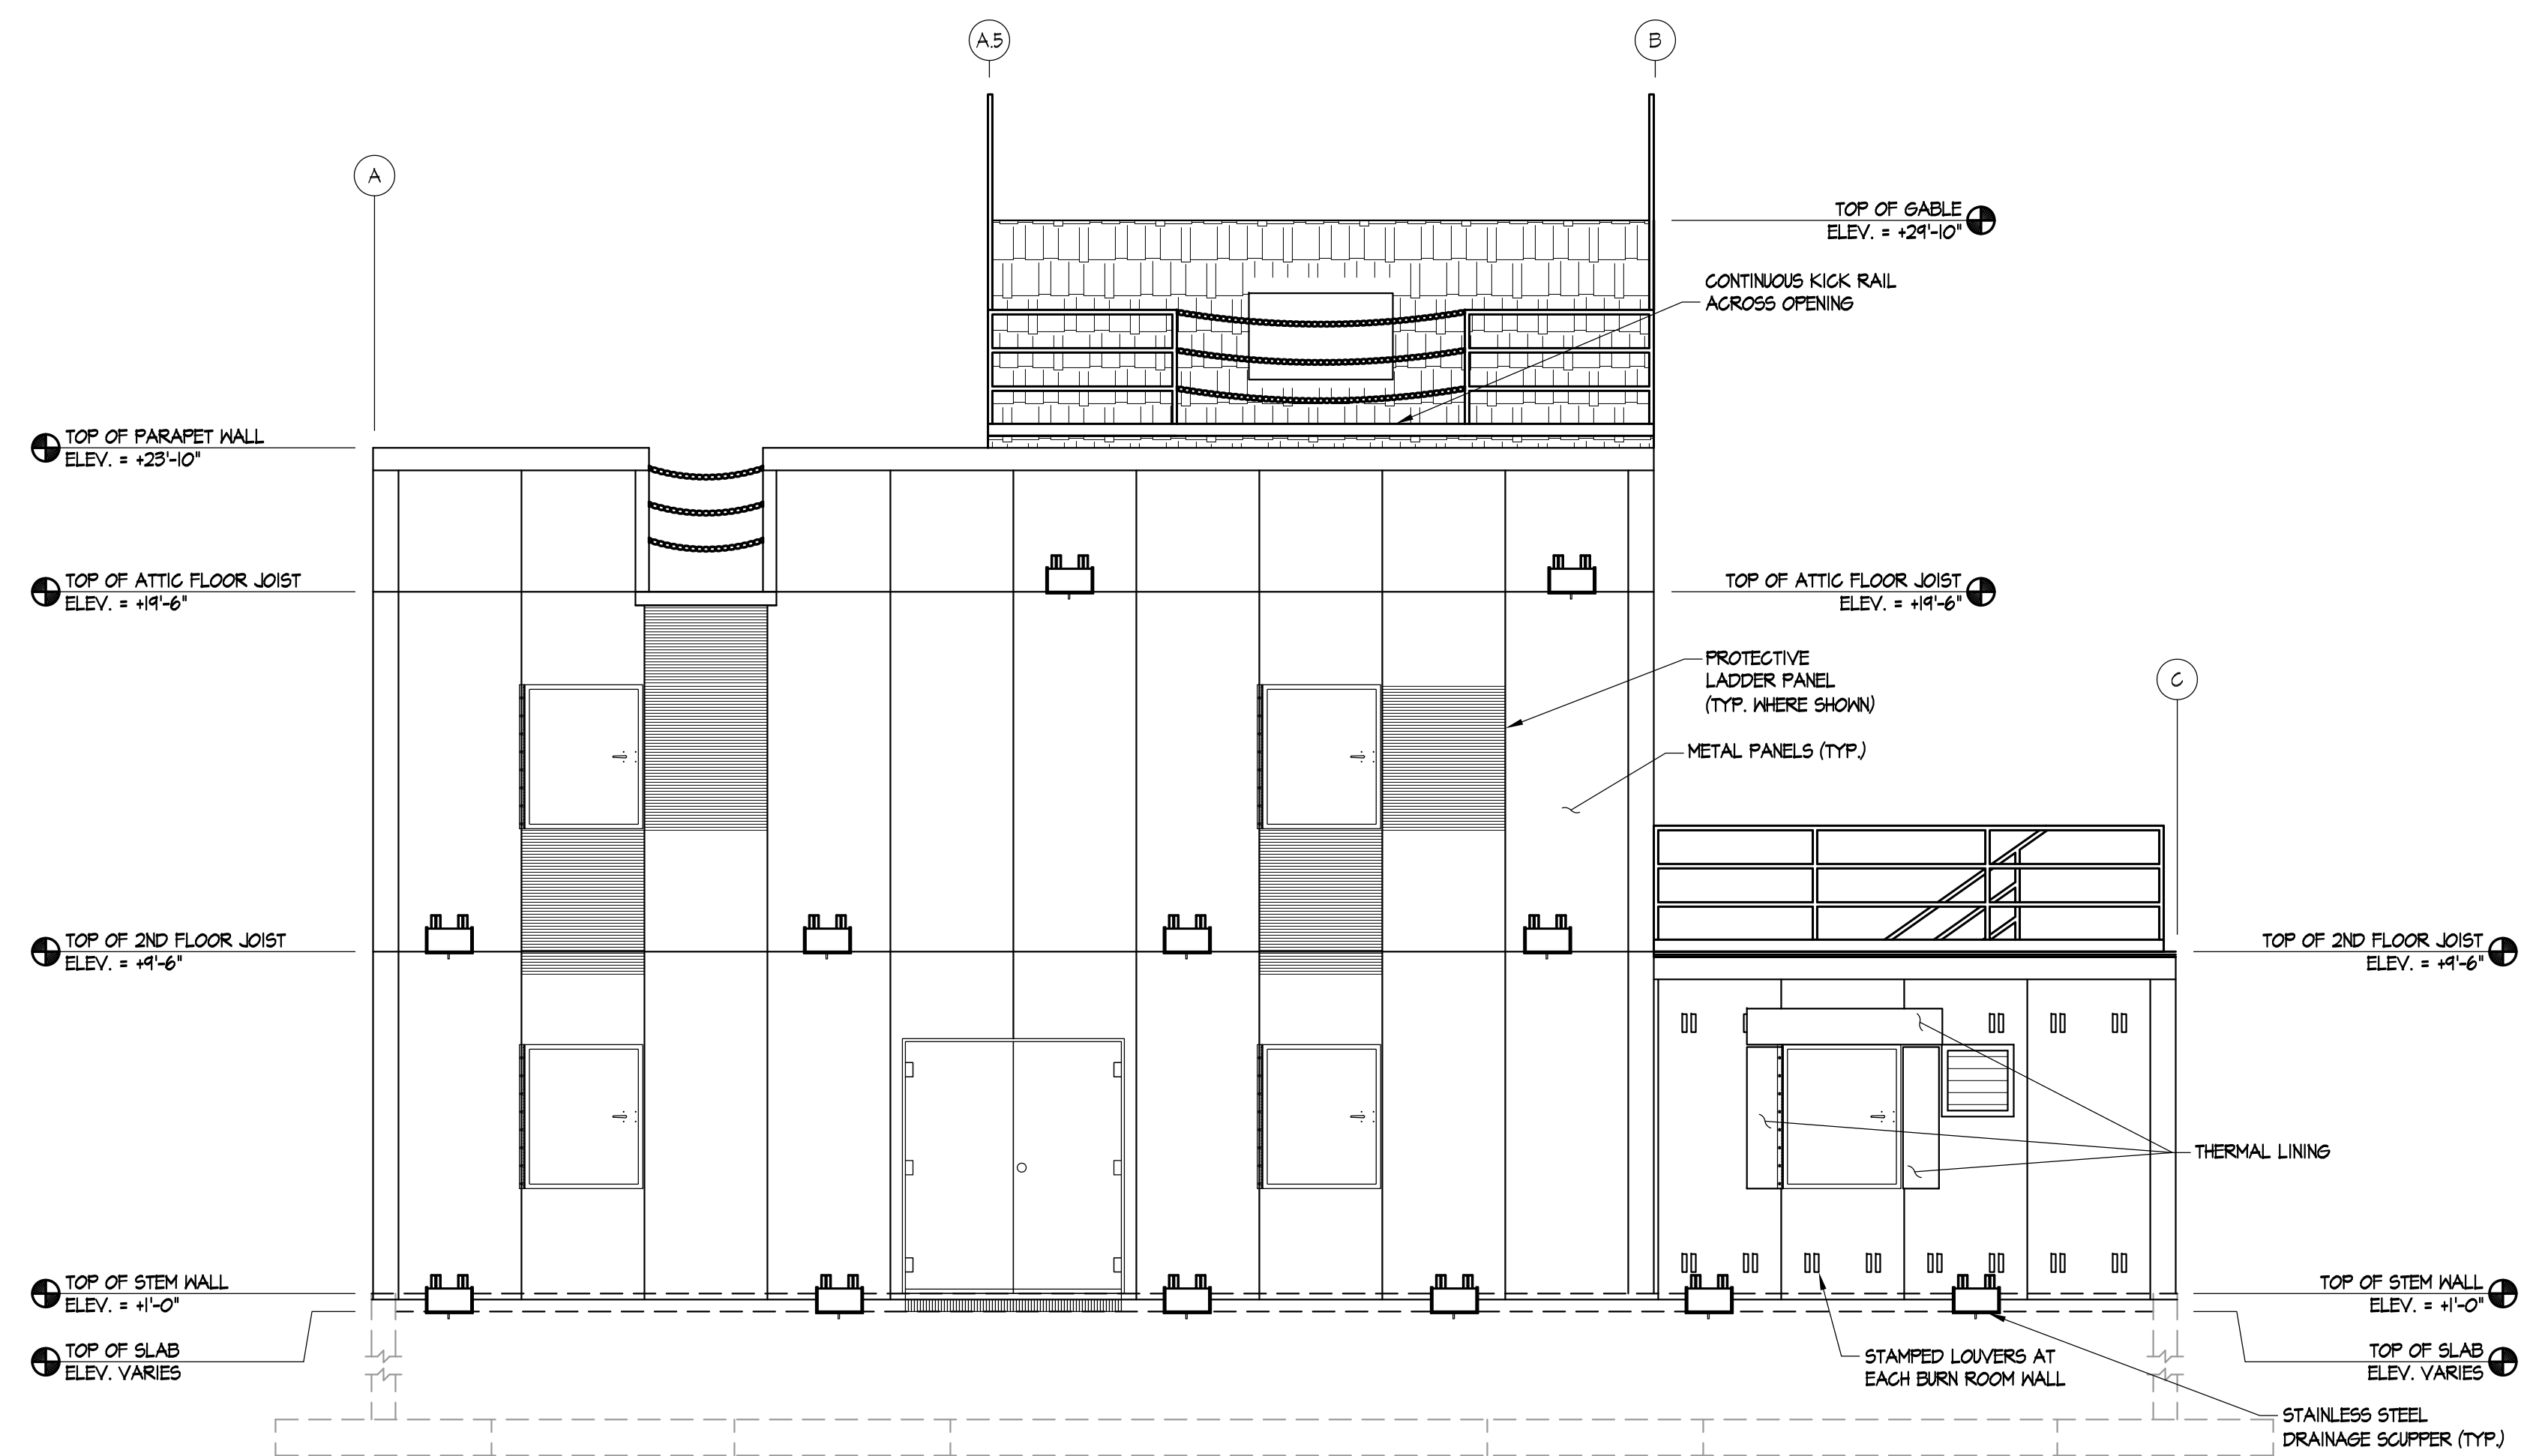 A.5
B
A
TOP OF GABLE
ELEV. = +29'-10"
CONTINUOUS KICK RAIL
ACROSS OPENING
TOP OF PARAPET WALL
ELEV. = +23'-10"
TOP OF ATTIC FLOOR JOIST
ELEV. = +19'-6"
TOP OF ATTIC FLOOR JOIST
ELEV. = +19'-6"
PROTECTIVE
LADDER PANEL
(TYP. WHERE SHOWN)
C
METAL PANELS (TYP.)
TOP OF 2ND FLOOR JOIST
ELEV. = +9'-6"
TOP OF 2ND FLOOR JOIST
ELEV. = +9'-6"
THERMAL LINING
TOP OF STEM WALL
ELEV. = +1'-0"
TOP OF STEM WALL
ELEV. = +1'-0"
TOP OF SLAB
ELEV. VARIES
STAMPED LOUVERS AT
EACH BURN ROOM WALL
TOP OF SLAB
ELEV. VARIES
STAINLESS STEEL
DRAINAGE SCUPPER (TYP.)